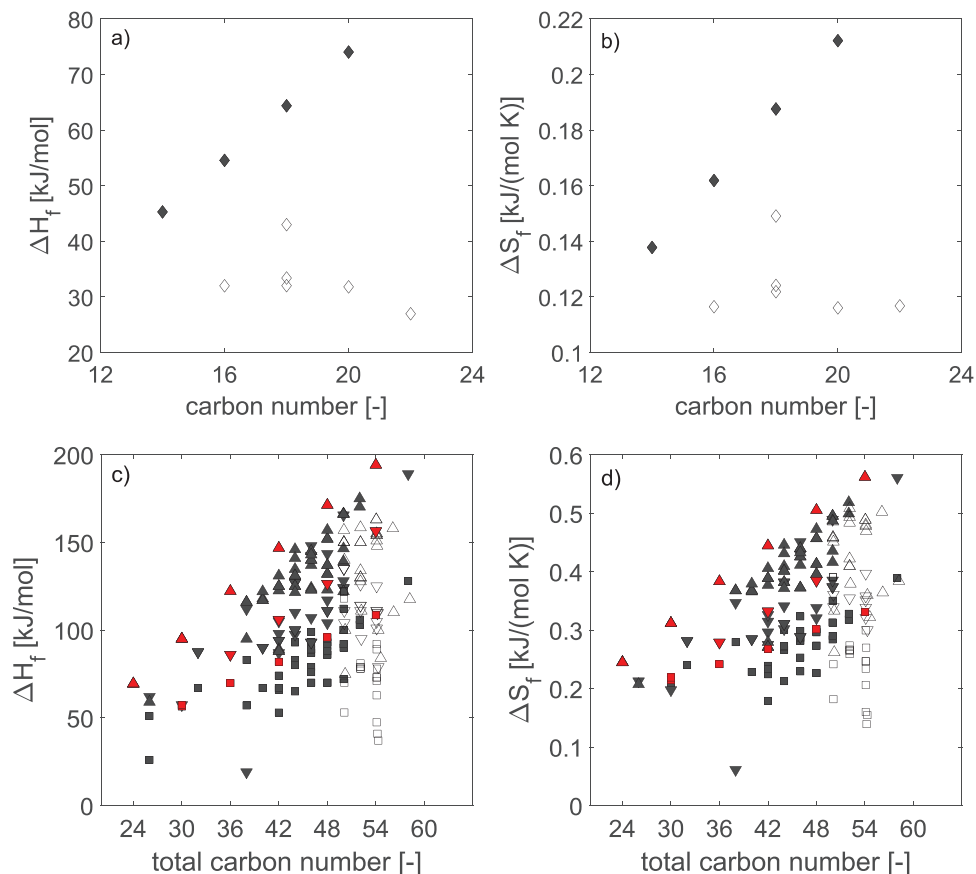 a)
80
70
60
50
40
30
20
ΔH_f [kJ/mol]
12 16 20 24
carbon number [-]
b)
0.22
0.2
0.18
0.16
0.14
0.12
0.1
ΔS_f [kJ/(mol K)]
12 16 20 24
carbon number [-]
c)
200
150
100
50
0
ΔH_f [kJ/mol]
24 30 36 42 48 54 60
total carbon number [-]
d)
0.6
0.5
0.4
0.3
0.2
0.1
0
ΔS_f [kJ/(mol K)]
24 30 36 42 48 54 60
total carbon number [-]